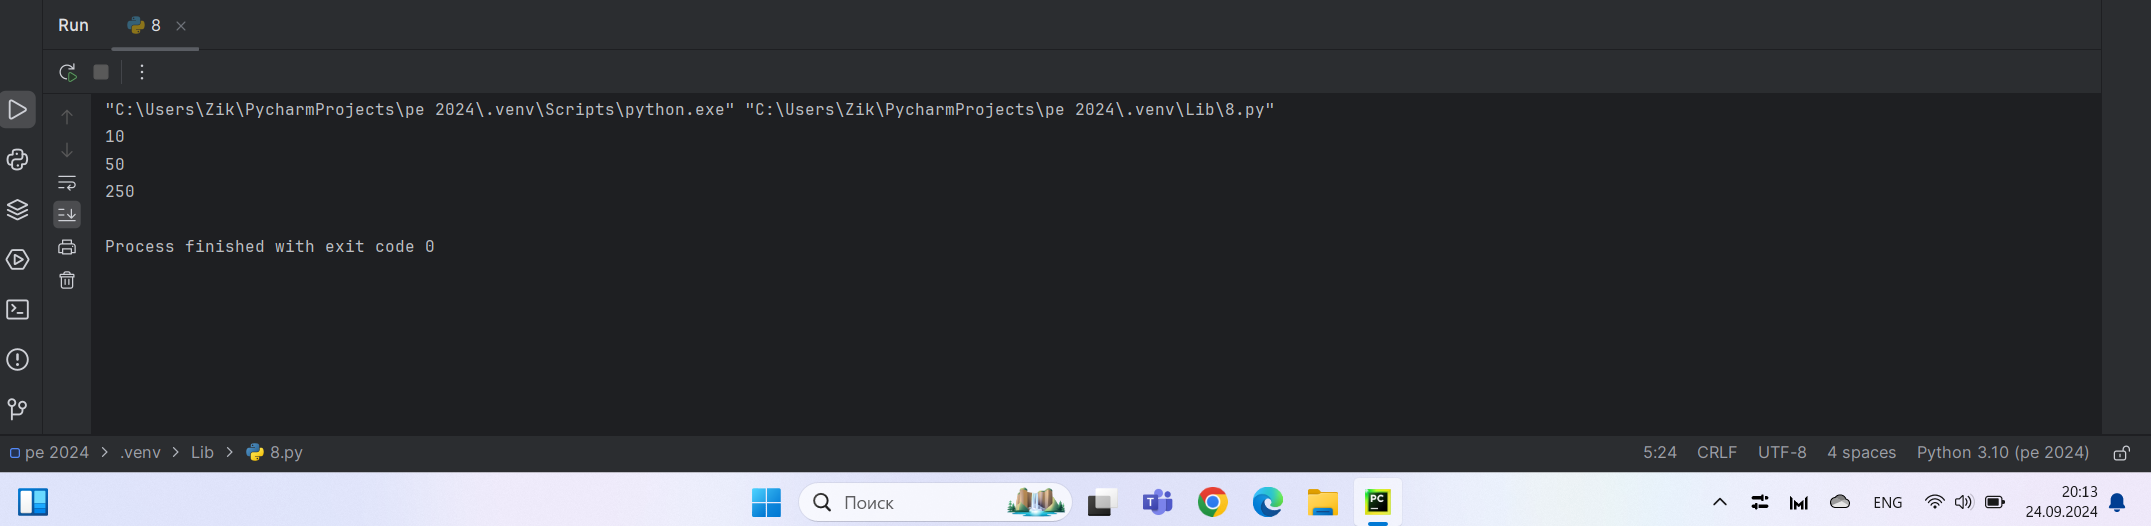 Run 8
"C:\Users\Zik\PycharmProjects\pe 2024\.venv\Scripts\python.exe" "C:\Users\Zik\PycharmProjects\pe 2024\.venv\Lib\8.py"
10
50
250
Process finished with exit code 0
pe 2024 > .venv > Lib > 8.py 5:24 CRLF UTF-8 4 spaces Python 3.10 (pe 2024)
Поиск PC ENG 20:13
24.09.2024